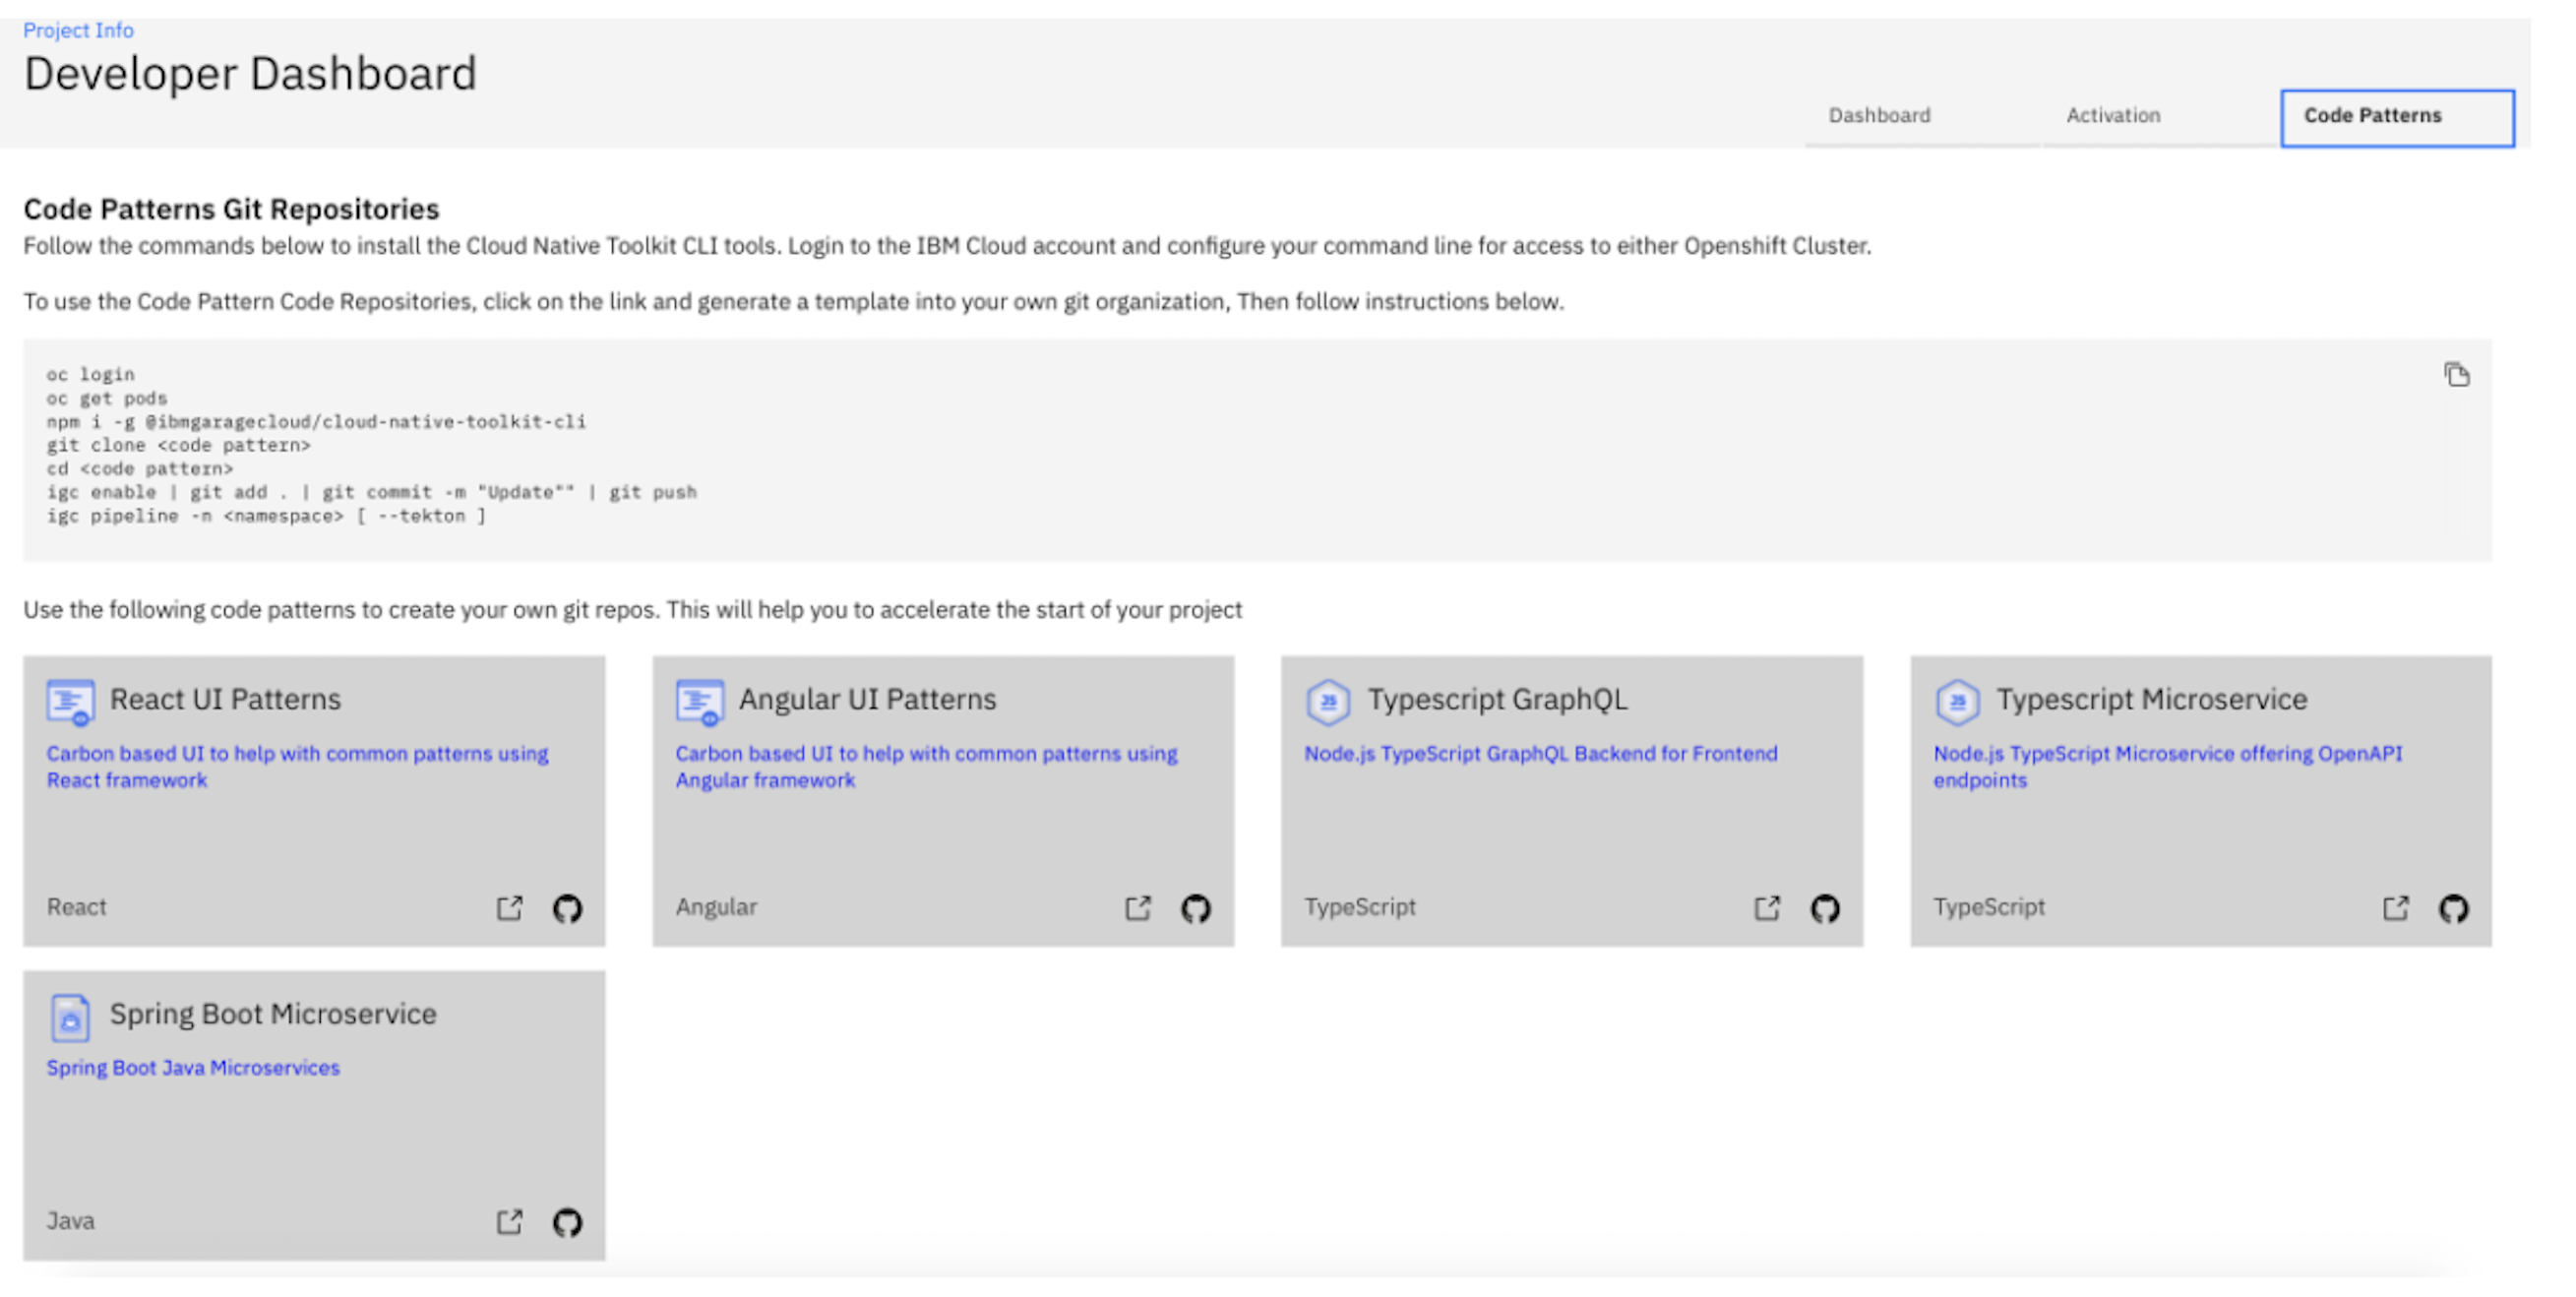 Project Info
Developer Dashboard
Dashboard
Activation
Code Patterns
Code Patterns Git Repositories
Follow the commands below to install the Cloud Native Toolkit CLI tools. Login to the IBM Cloud account and configure your command line for access to either Openshift Cluster.
To use the Code Pattern Code Repositories, click on the link and generate a template into your own git organization, Then follow instructions below.
oc login
oc get pods
npm i -g @ibmgaragecloud/cloud-native-toolkit-cli
git clone <code pattern>
cd <code pattern>
igc enable | git add . | git commit -m "Update"" | git push
igc pipeline -n <namespace> [ --tekton ]
Use the following code patterns to create your own git repos. This will help you to accelerate the start of your project
React UI Patterns
Carbon based UI to help with common patterns using
React framework
React
Angular UI Patterns
Carbon based UI to help with common patterns using
Angular framework
Angular
JS
Typescript GraphQL
Node.js TypeScript GraphQL Backend for Frontend
TypeScript
JS
Typescript Microservice
Node.js TypeScript Microservice offering OpenAPI
endpoints
TypeScript
Spring Boot Microservice
Spring Boot Java Microservices
Java